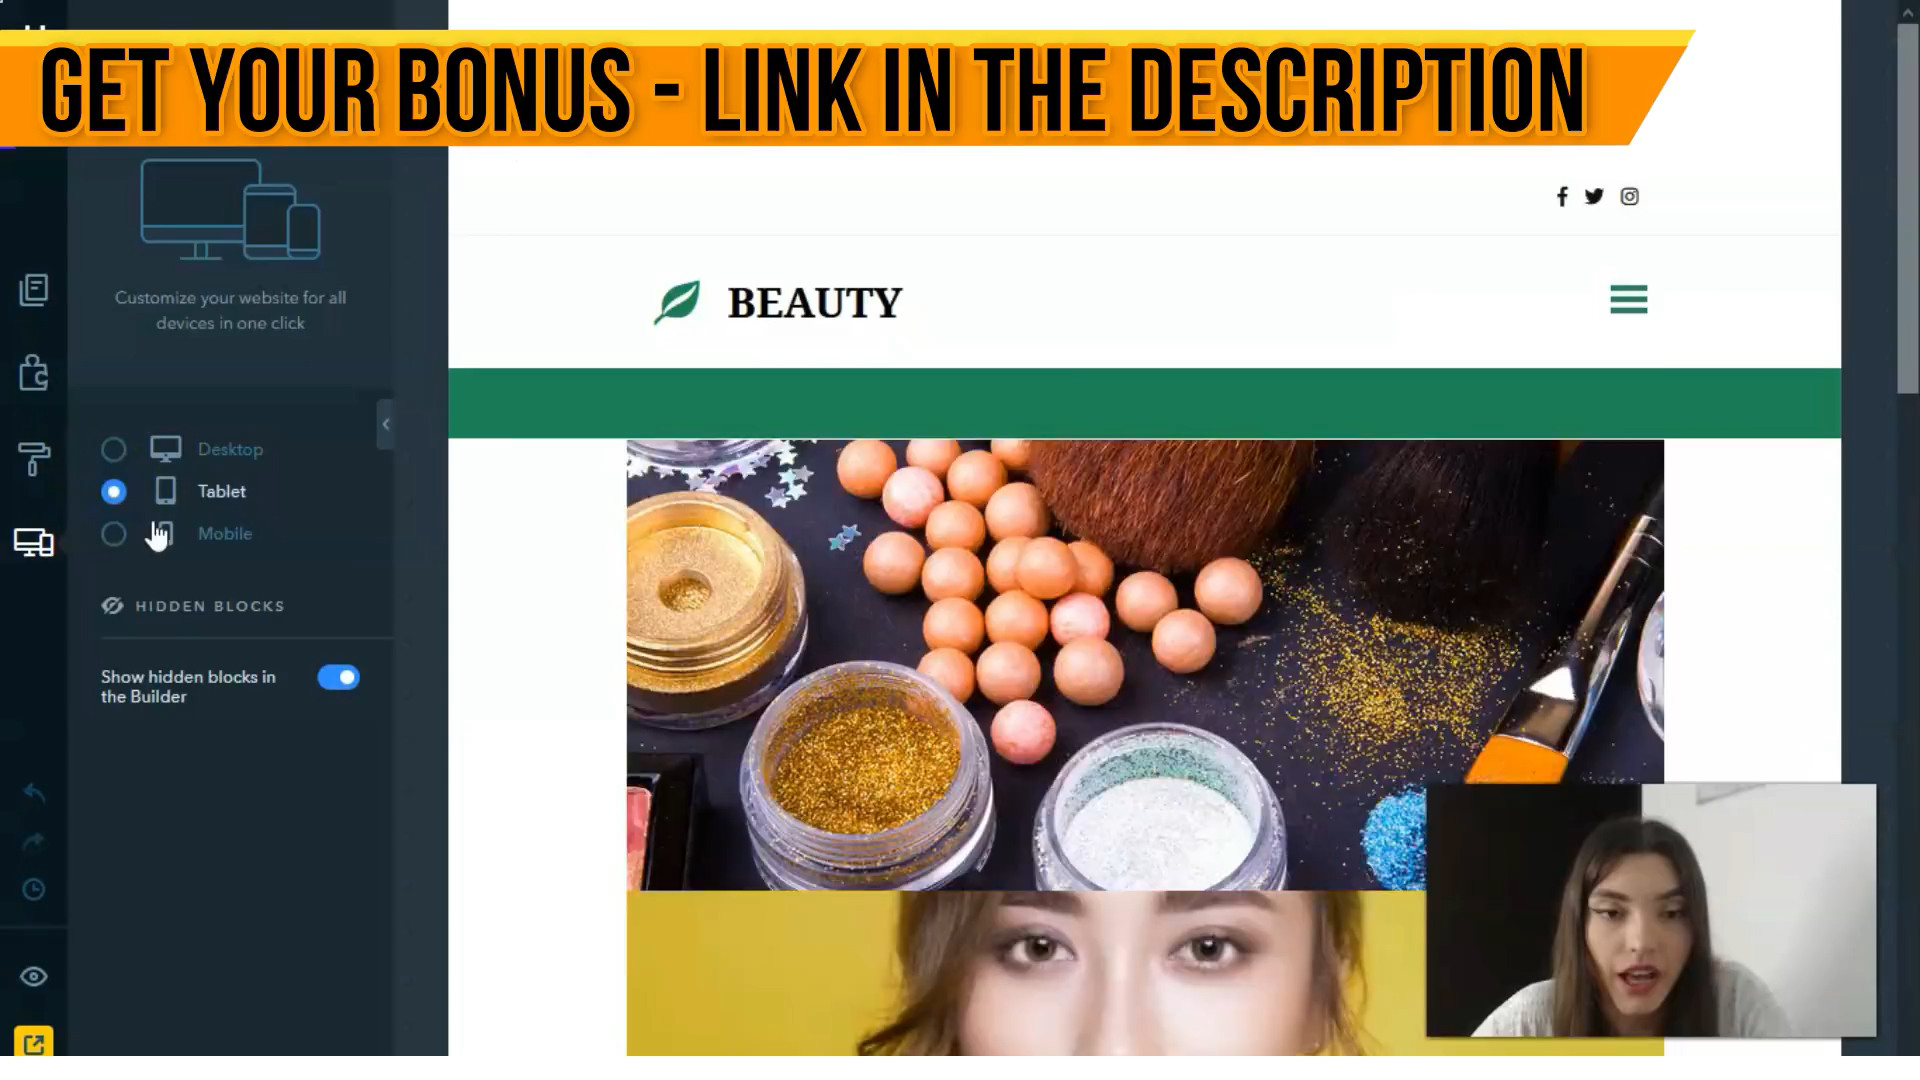 GET YOUR BONUS - LINK IN THE DESCRIPTION
Customize your website for all
devices in one click
BEAUTY
Desktop
Tablet
Mobile
HIDDEN BLOCKS
Show hidden blocks in
the Builder